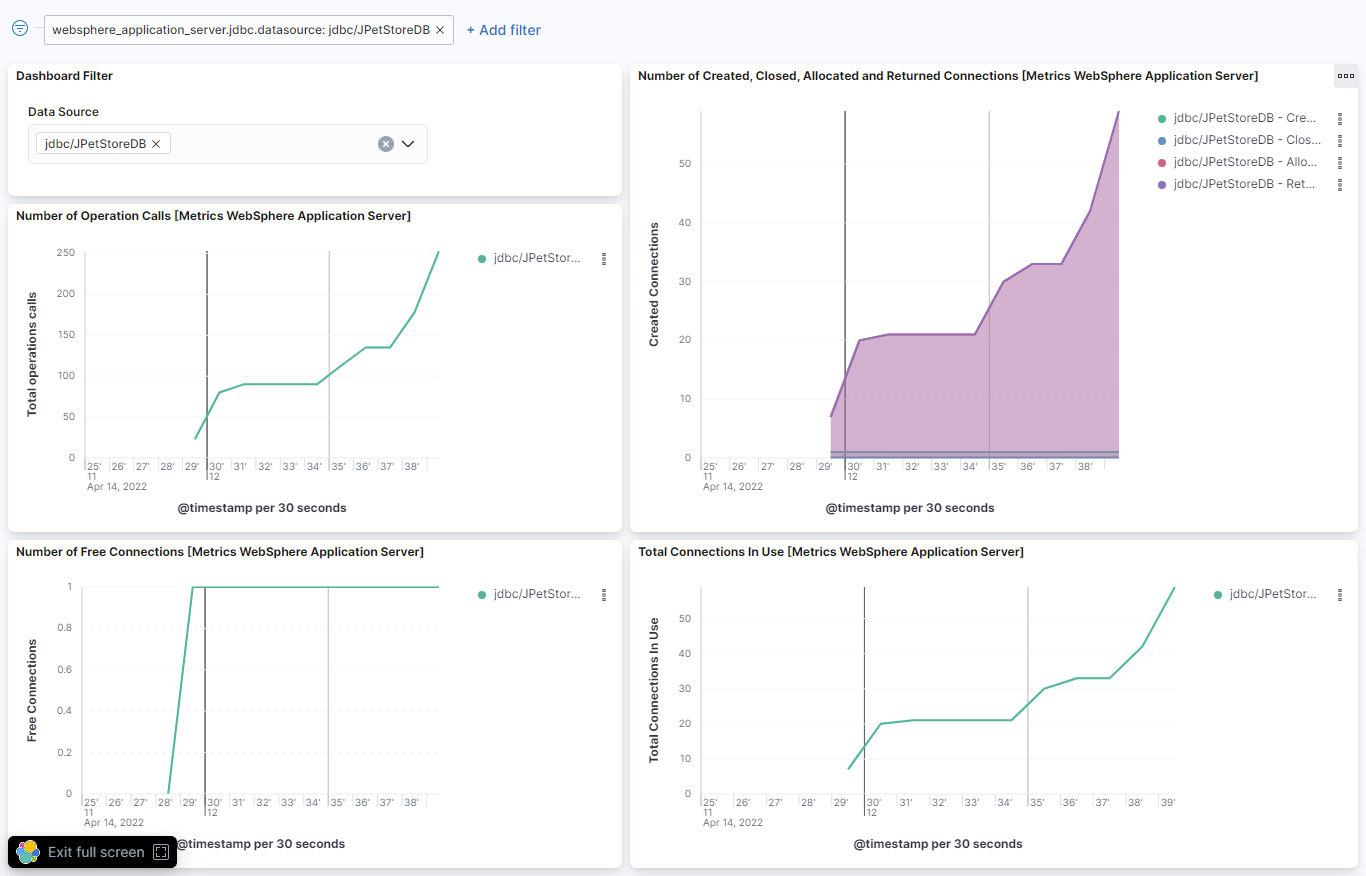 websphere_application_server.jdbc.datasource: jdbc/JPetStoreDB ×
+ Add filter
Dashboard Filter
Data Source
jdbc/JPetStoreDB ×
Number of Created, Closed, Allocated and Returned Connections [Metrics WebSphere Application Server]
Created Connections
50
40
30
20
10
0
25' 26' 27' 28' 29' 30' 31' 32' 33' 34' 35' 36' 37' 38'
11 12
Apr 14, 2022
@timestamp per 30 seconds
jdbc/JPetStoreDB - Cre...
jdbc/JPetStoreDB - Clos...
jdbc/JPetStoreDB - Allo...
jdbc/JPetStoreDB - Ret...
Number of Operation Calls [Metrics WebSphere Application Server]
Total operations calls
250
200
150
100
50
0
25' 26' 27' 28' 29' 30' 31' 32' 33' 34' 35' 36' 37' 38'
11 12
Apr 14, 2022
@timestamp per 30 seconds
jdbc/JPetStor...
Number of Free Connections [Metrics WebSphere Application Server]
Free Connections
1
0.8
0.6
0.4
0.2
0
25' 26' 27' 28' 29' 30' 31' 32' 33' 34' 35' 36' 37' 38'
11 12
Apr 14, 2022
@timestamp per 30 seconds
jdbc/JPetStor...
Exit full screen
Total Connections In Use [Metrics WebSphere Application Server]
Total Connections In Use
50
40
30
20
10
0
25' 26' 27' 28' 29' 30' 31' 32' 33' 34' 35' 36' 37' 38' 39'
11 12
Apr 14, 2022
@timestamp per 30 seconds
jdbc/JPetStor...